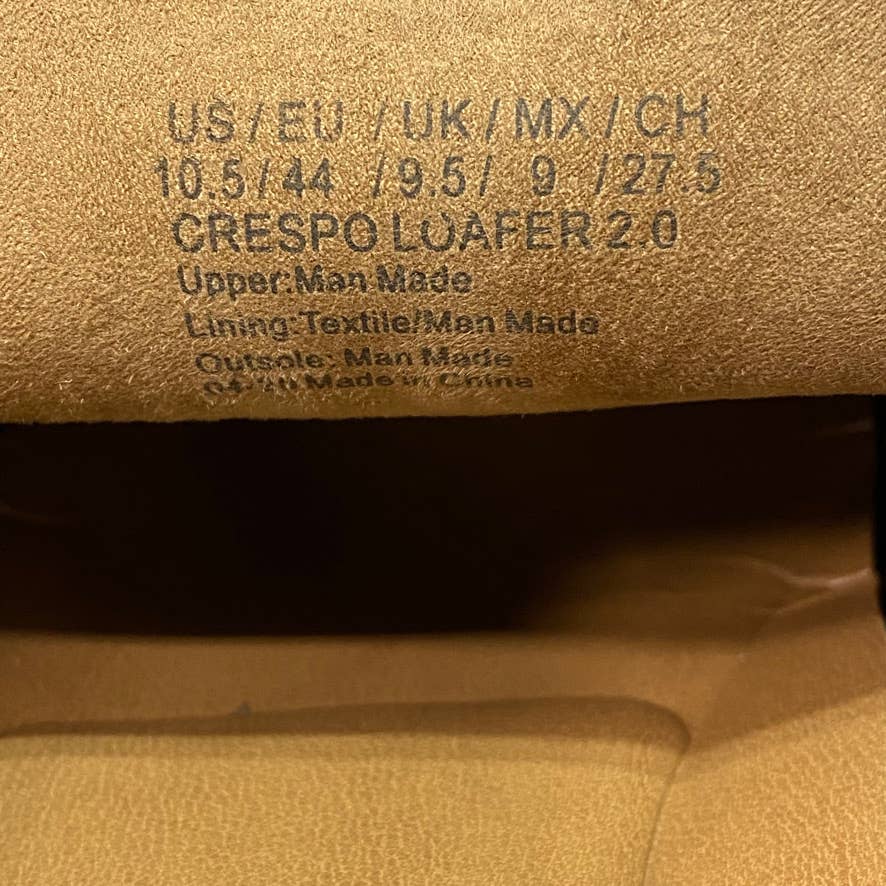 US / EU / UK / MX / CH
10.5 / 44 / 9.5 / 9 / 27.5
CRESPO LOAFER 2.0
Upper:Man Made
Lining:Textile/Man Made
Outsole: Man Made
Made in China